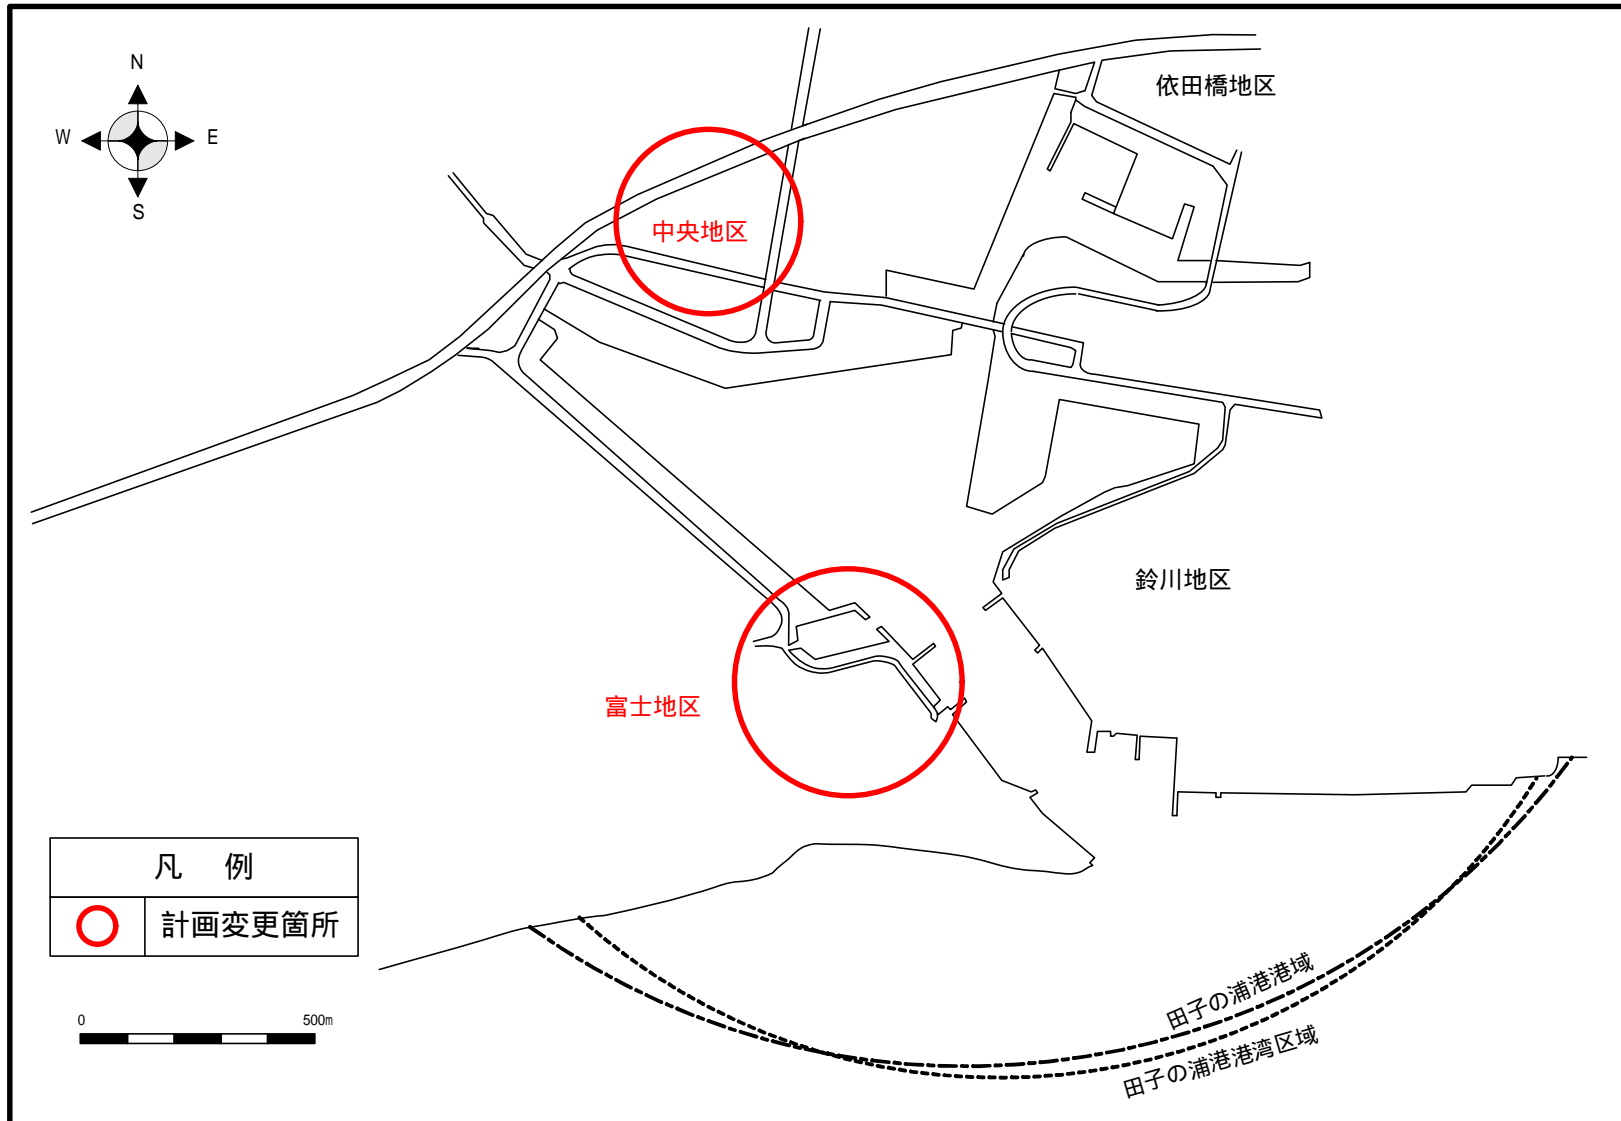 N
W
E
S
依田橋地区
中央地区
鈴川地区
富士地区
凡 例
計画変更箇所
0
500m
田子の浦港港域
田子の浦港港湾区域